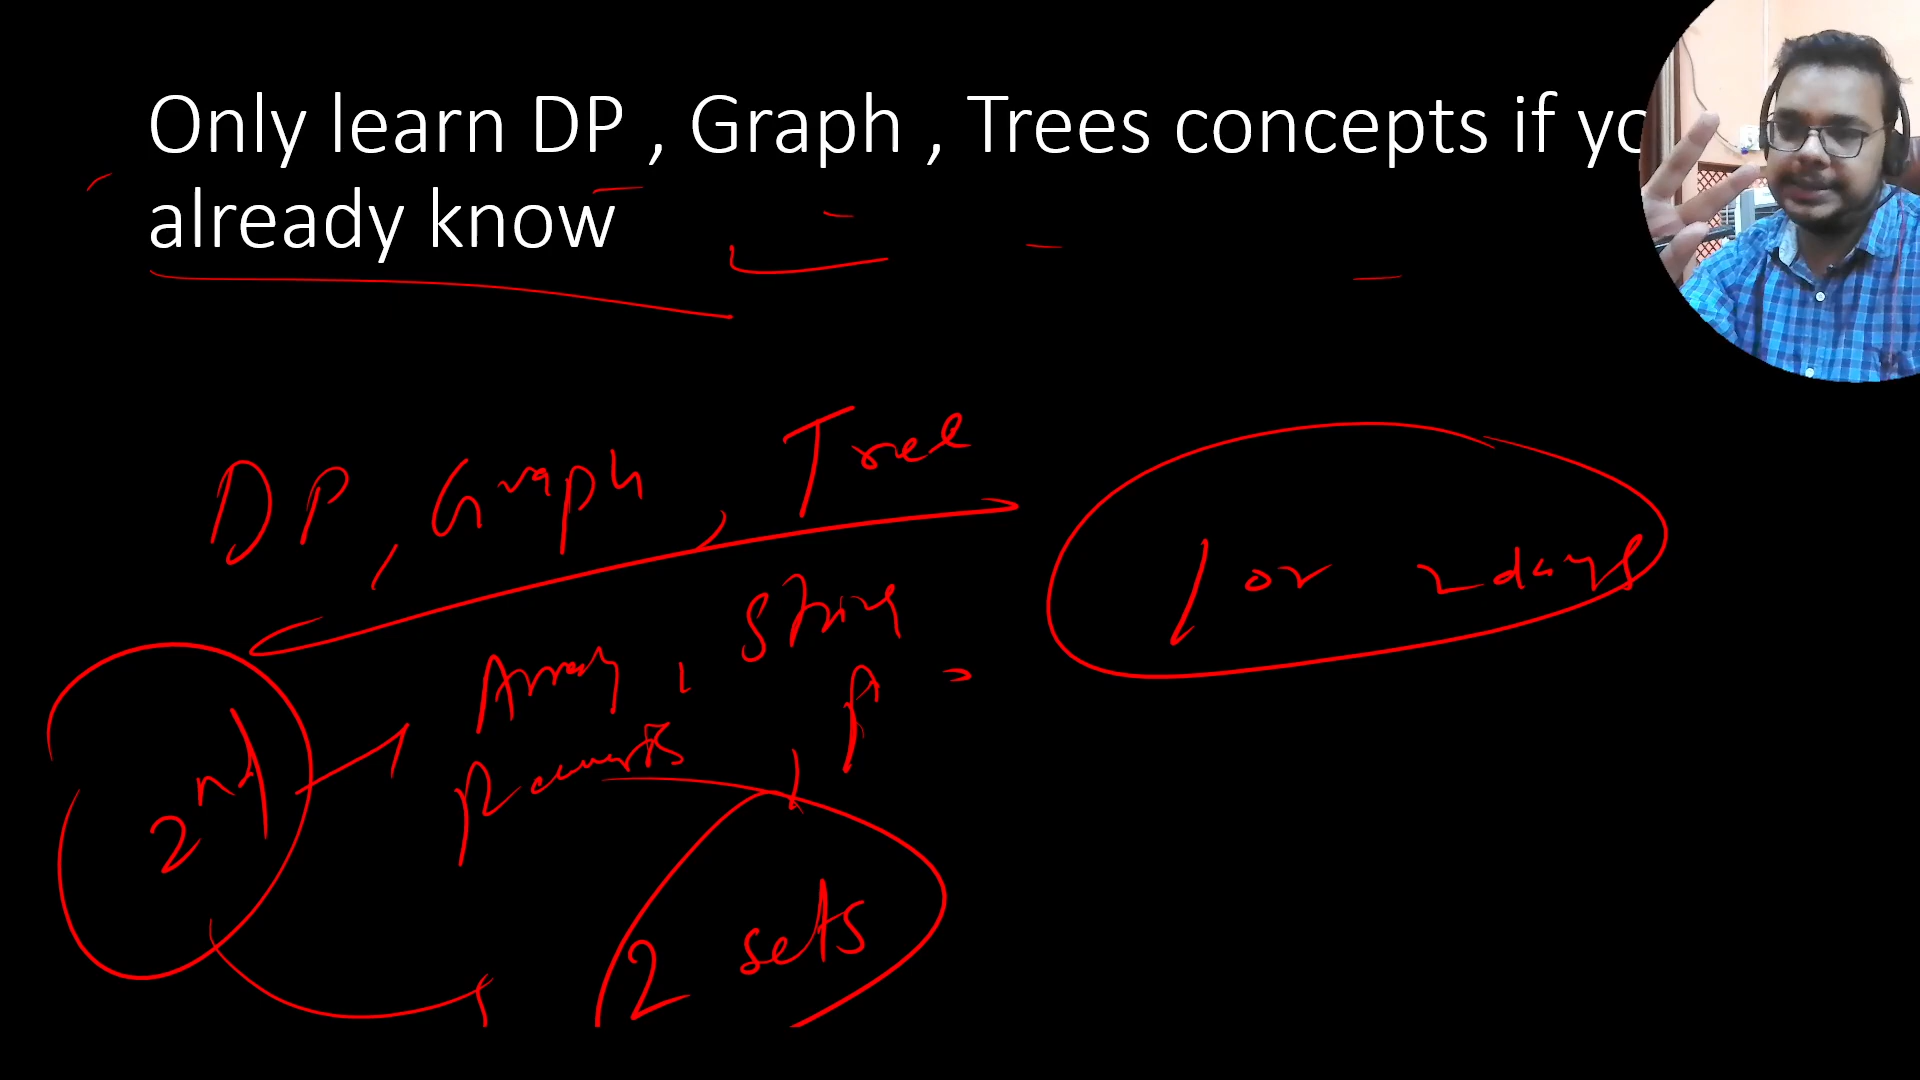 Only learn DP , Graph , Trees concepts if yo
already know
DP , Graph , Tree
1 or 2 days
Array , String
2nd
2 sets